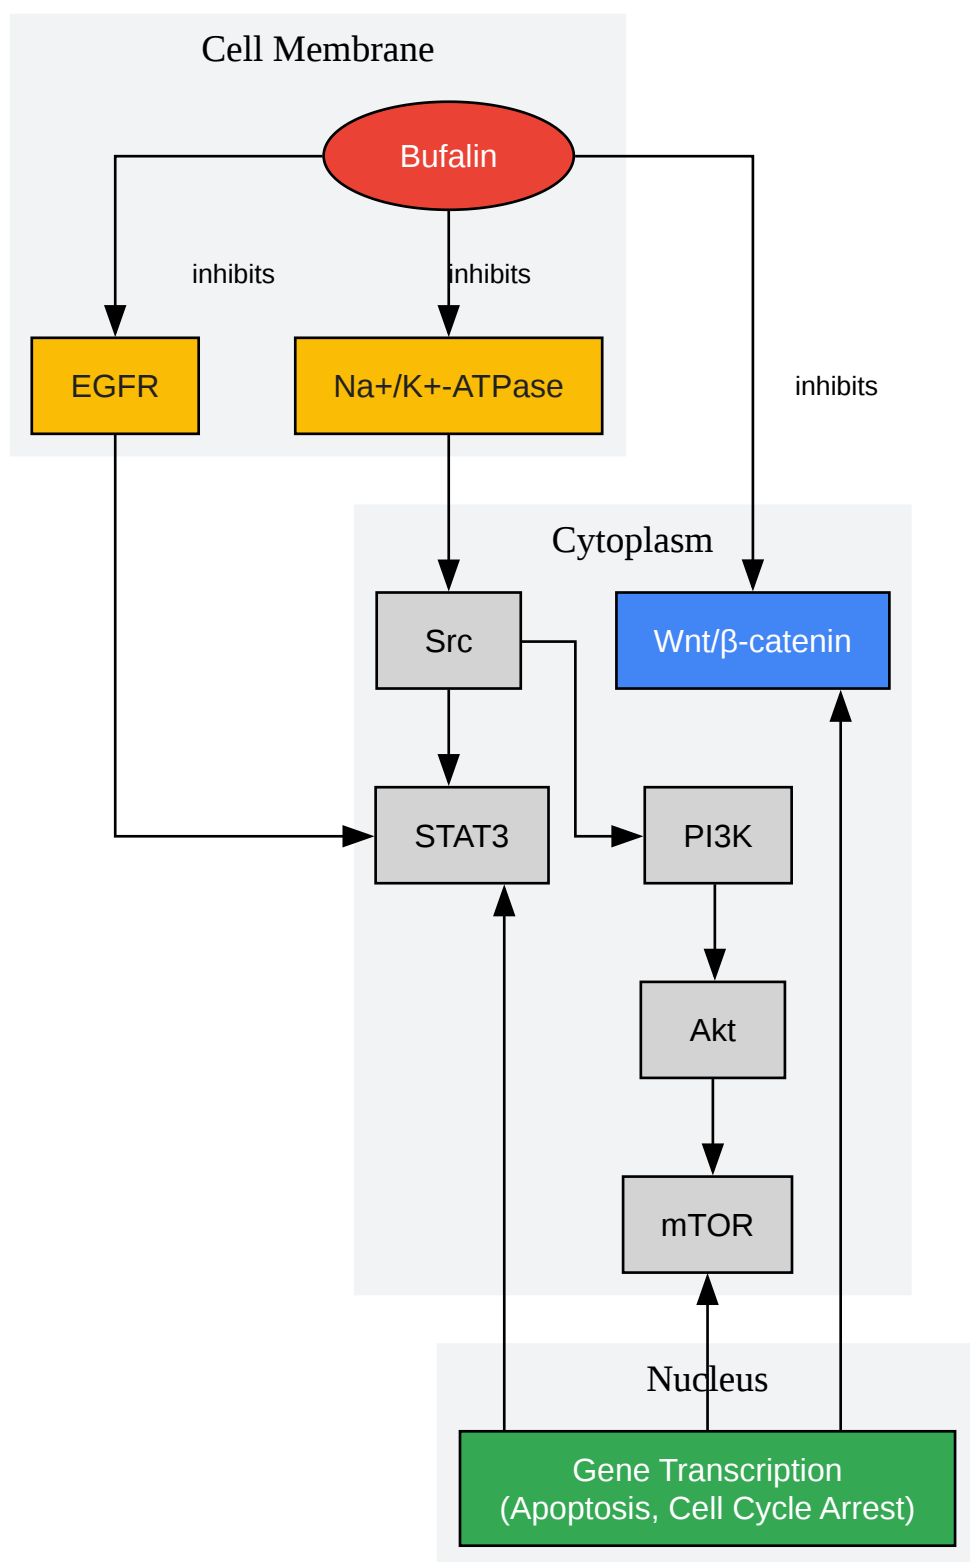 Cell Membrane
Bufalin
inhibits
inhibits
EGFR
Na+/K+-ATPase
inhibits
Cytoplasm
Src
Wnt/β-catenin
STAT3
PI3K
Akt
mTOR
Nucleus
Gene Transcription
(Apoptosis, Cell Cycle Arrest)